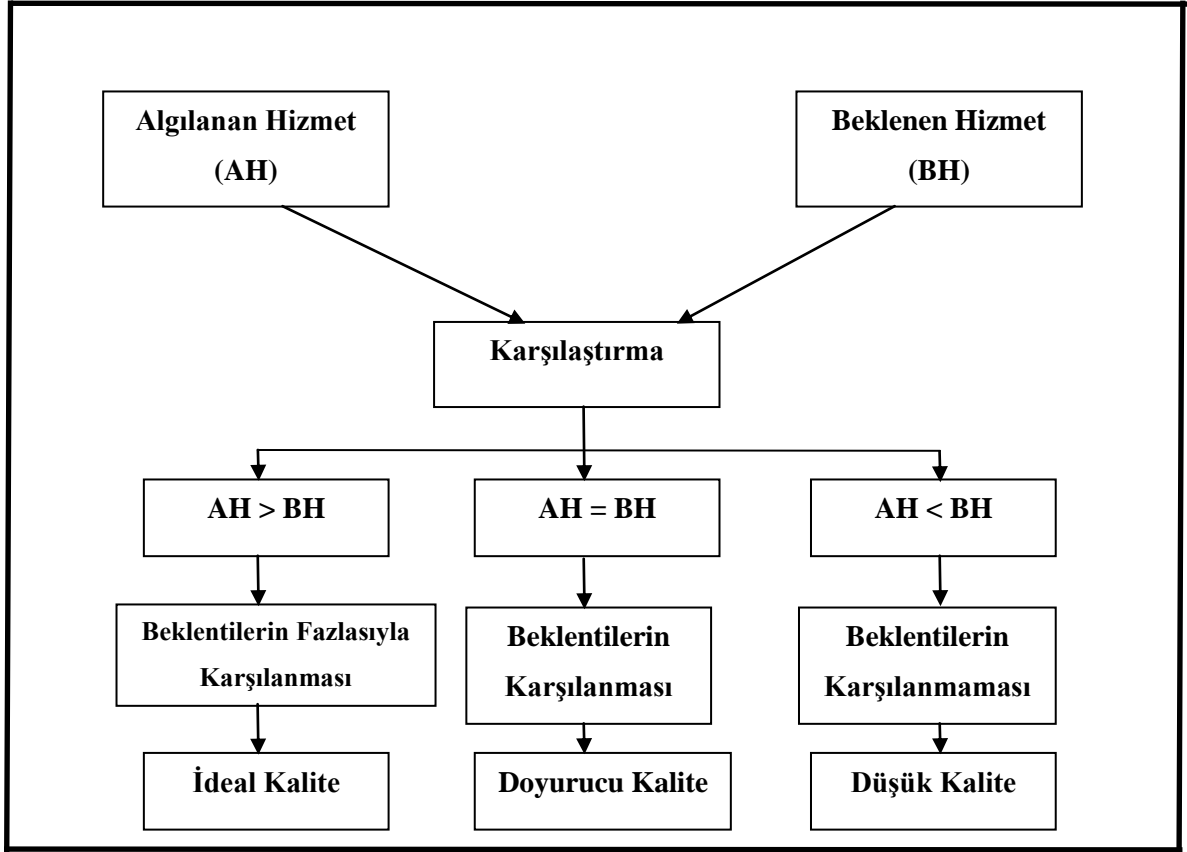 Algılanan Hizmet
(AH)
Beklenen Hizmet
(BH)
Karşılaştırma
AH > BH
AH = BH
AH < BH
Beklentilerin Fazlasıyla
Karşılanması
Beklentilerin
Karşılanması
Beklentilerin
Karşılanmaması
İdeal Kalite
Doyurucu Kalite
Düşük Kalite